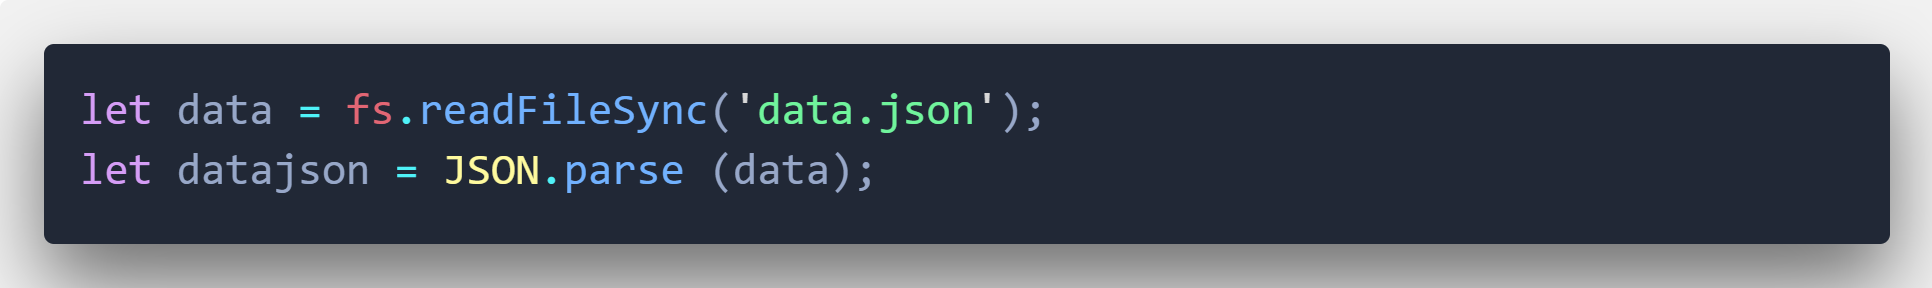 let data = fs.readFileSync('data.json');
let datajson = JSON.parse (data);